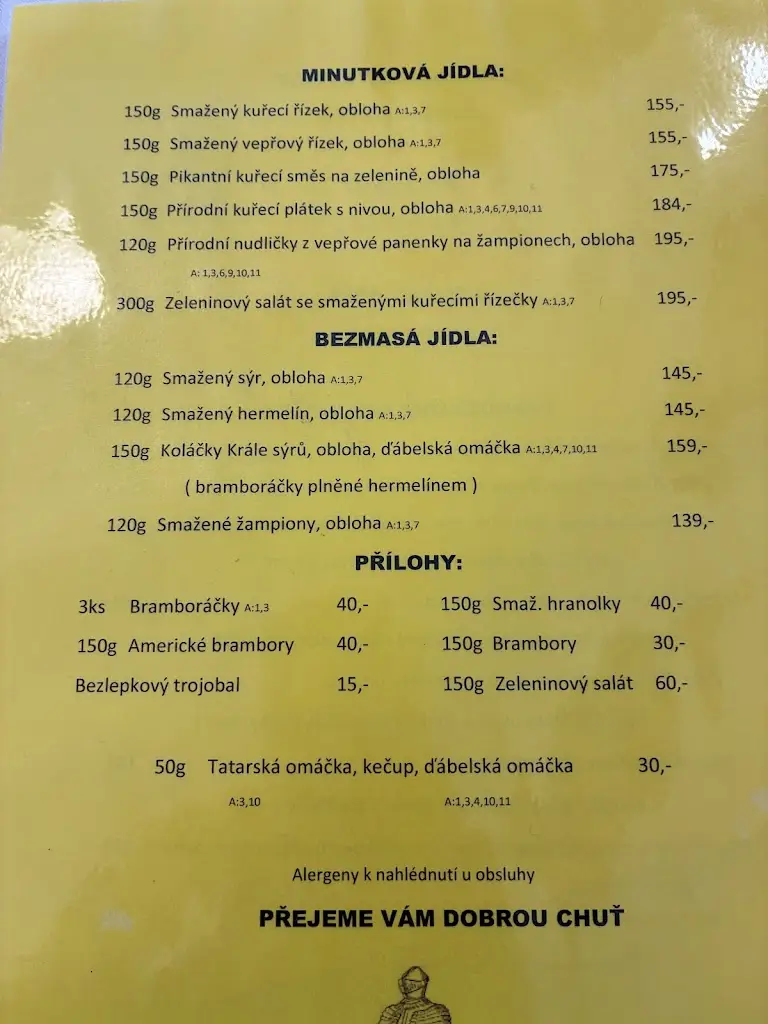 MINUTKOVÁ JÍDLA:
150g Smažený kuřecí řízek, obloha A:1,3,7 155,-
150g Smažený vepřový řízek, obloha A:1,3,7 155,-
150g Pikantní kuřecí směs na zelenině, obloha 175,-
150g Přírodní kuřecí plátek s nivou, obloha A:1,3,4,6,7,9,10,11 184,-
120g Přírodní nudličky z vepřové panenky na žampionech, obloha 195,-
A: 1,3,6,9,10,11
300g Zeleninový salát se smaženými kuřecími řízečky A:1,3,7 195,-
BEZMASÁ JÍDLA:
120g Smažený sýr, obloha A:1,3,7 145,-
120g Smažený hermelín, obloha A:1,3,7 145,-
150g Koláčky Krále sýrů, obloha, ďábelská omáčka A:1,3,4,7,10,11 159,-
( bramboráčky plněné hermelínem )
120g Smažené žampiony, obloha A:1,3,7 139,-
PŘÍLOHY:
3ks Bramboráčky A:1,3 40,- 150g Smaž. hranolky 40,-
150g Americké brambory 40,- 150g Brambory 30,-
Bezlepkový trojobal 15,- 150g Zeleninový salát 60,-
50g Tatarská omáčka, kečup, ďábelská omáčka 30,-
A:3,10 A:1,3,4,10,11
Alergeny k nahlédnutí u obsluhy
PŘEJEME VÁM DOBROU CHUŤ